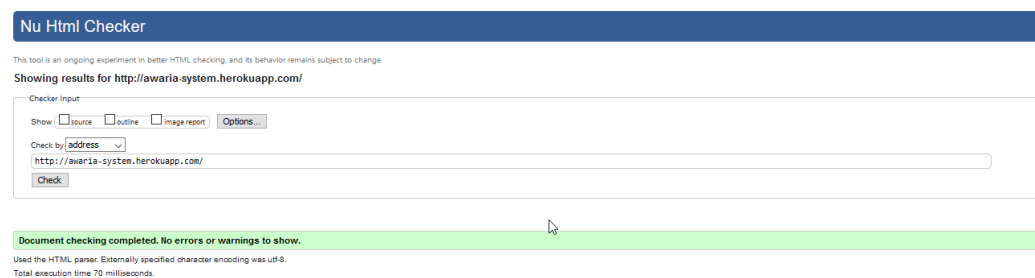 Nu Html Checker
This tool is an ongoing experiment in better HTML checking, and its behavior remains subject to change
Showing results for http://awaria-system.herokuapp.com/
Checker Input
Show source outline image report Options...
Check by address
http://awaria-system.herokuapp.com/
Check
Document checking completed. No errors or warnings to show.
Used the HTML parser. Externally specified character encoding was utf-8.
Total execution time 70 milliseconds.